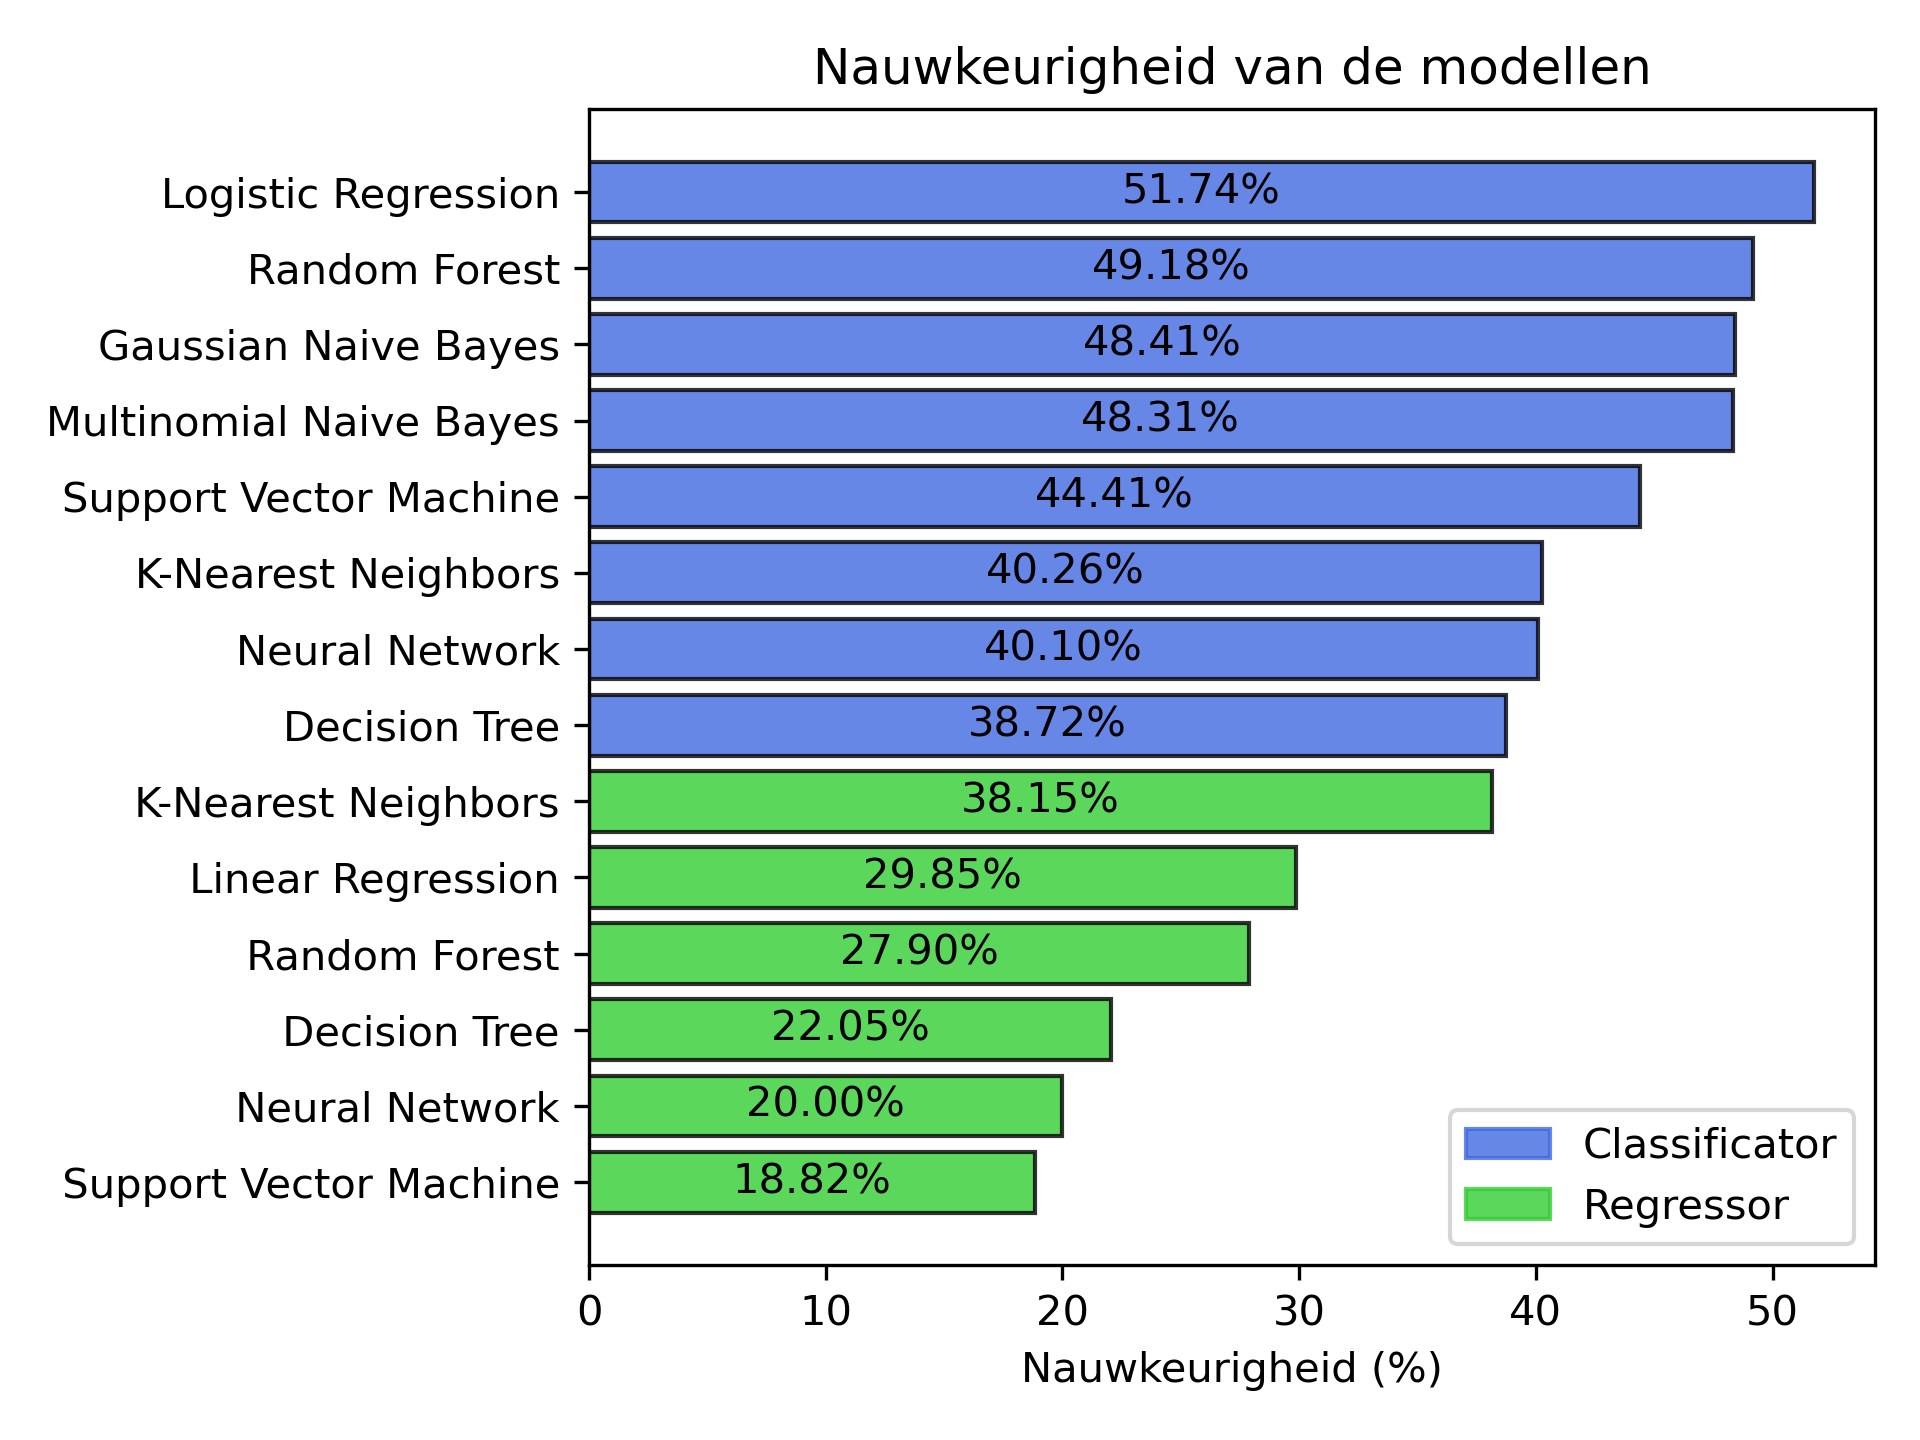 Nauwkeurigheid van de modellen
Logistic Regression 51.74%
Random Forest 49.18%
Gaussian Naive Bayes 48.41%
Multinomial Naive Bayes 48.31%
Support Vector Machine 44.41%
K-Nearest Neighbors 40.26%
Neural Network 40.10%
Decision Tree 38.72%
K-Nearest Neighbors 38.15%
Linear Regression 29.85%
Random Forest 27.90%
Decision Tree 22.05%
Neural Network 20.00%
Support Vector Machine 18.82%
Classificator
Regressor
0 10 20 30 40 50
Nauwkeurigheid (%)